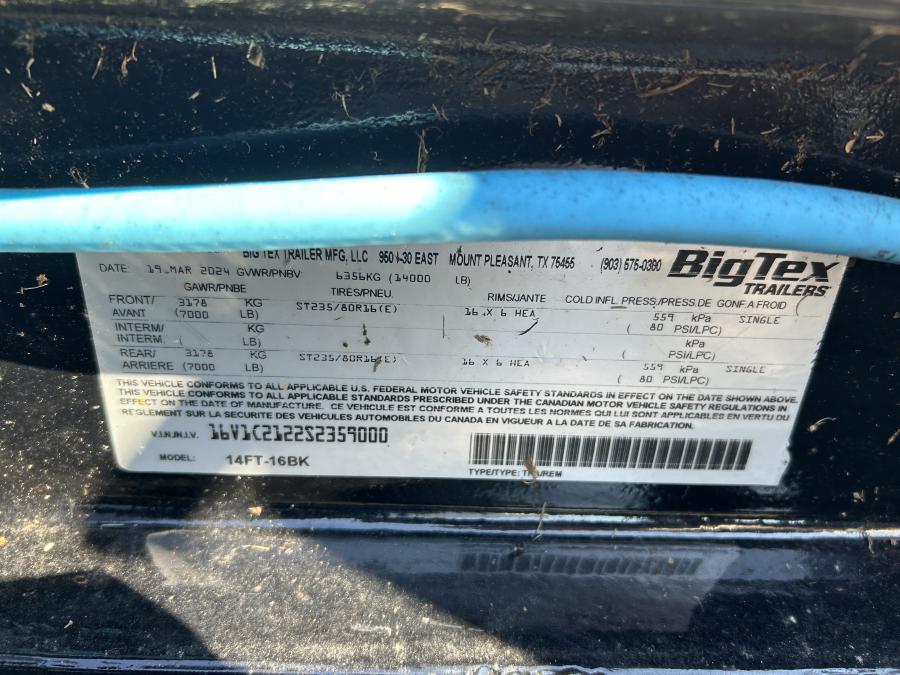 BIG TEX TRAILER MFG, LLC 950 I-30 EAST MOUNT PLEASANT, TX 75455 (903) 575-0300
BigTex
TRAILERS
DATE: 19 MAR 2024 GVWR/PNBV 6356KG (14000 LB)
GAWR/PNBE TIRES/PNEU. RIMS/JANTE COLD INFL PRESS/PRESS.DE GONF.A FROID
FRONT/ 3178 KG ST235/80R16(E) 16 X 6 HEA 559 kPa SINGLE
AVANT (7000 LB) ( 80 PSI/LPC)
INTERM/ KG kPa
INTERM. ( LB) ( PSI/LPC)
REAR/ 3178 KG ST235/80R16(E) 16 X 6 HEA 559 kPa SINGLE
ARRIERE (7000 LB) ( 80 PSI/LPC)
THIS VEHICLE CONFORMS TO ALL APPLICABLE U.S. FEDERAL MOTOR VEHICLE SAFETY STANDARDS IN EFFECT ON THE DATE OF MANUFACTURE SHOWN ABOVE.
THIS VEHICLE CONFORMS TO ALL APPLICABLE STANDARDS PRESCRIBED UNDER THE CANADIAN MOTOR VEHICLE SAFETY REGULATIONS IN
EFFECT ON THE DATE OF MANUFACTURE. CE VEHICULE EST CONFORME A TOUTES LES NORMES QUI LUI SONT APPLICABLES EN VERTU DU
REGLEMENT SUR LA SECURITE DES VEHICULES AUTOMOBILES DU CANADA EN VIGUEUR A LA DATE DU SA FABRICATION.
V.I.N./N.I.V. 16V1C2122S2359000
MODEL: 14FT-16BK
TYPE/TYPE: TRA/REM